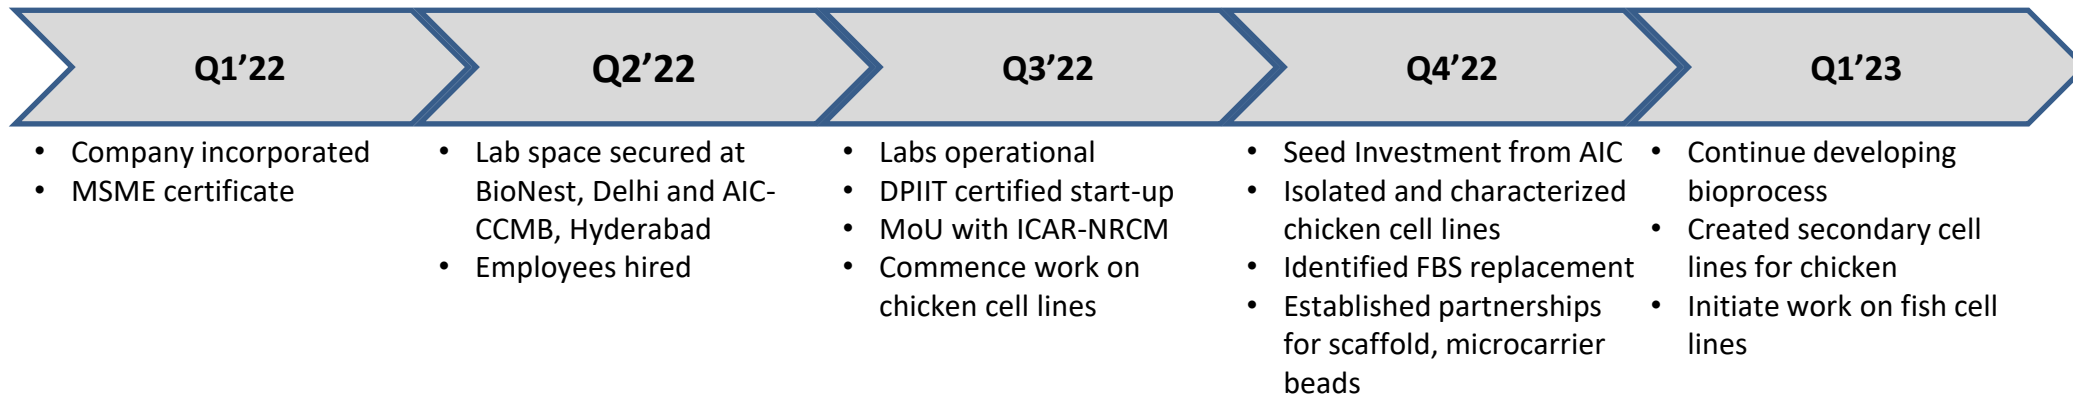 Q1’22
Q2’22
Q3’22
Q4’22
Q1’23
• Company incorporated
• MSME certificate
• Lab space secured at
BioNest, Delhi and AIC-
CCMB, Hyderabad
• Employees hired
• Labs operational
• DPIIT certified start-up
• MoU with ICAR-NRCM
• Commence work on
chicken cell lines
• Seed Investment from AIC
• Isolated and characterized
chicken cell lines
• Identified FBS replacement
• Established partnerships
for scaffold, microcarrier
beads
• Continue developing
bioprocess
• Created secondary cell
lines for chicken
• Initiate work on fish cell
lines